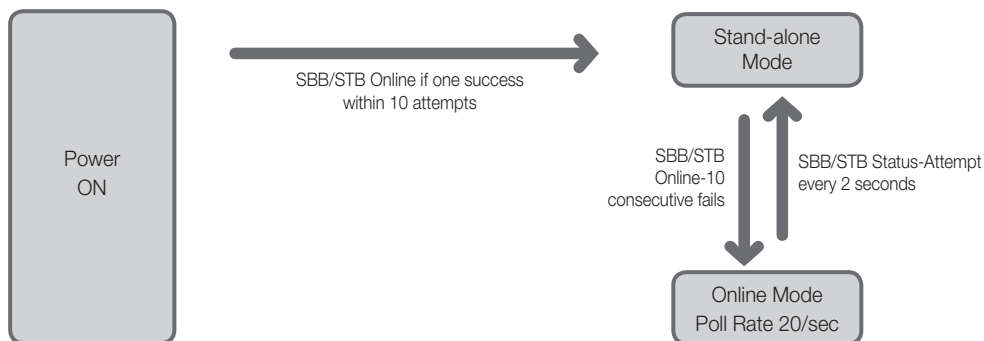 Power
ON
SBB/STB Online if one success
within 10 attempts
Stand-alone
Mode
SBB/STB
Online-10
consecutive fails
SBB/STB Status-Attempt
every 2 seconds
Online Mode
Poll Rate 20/sec